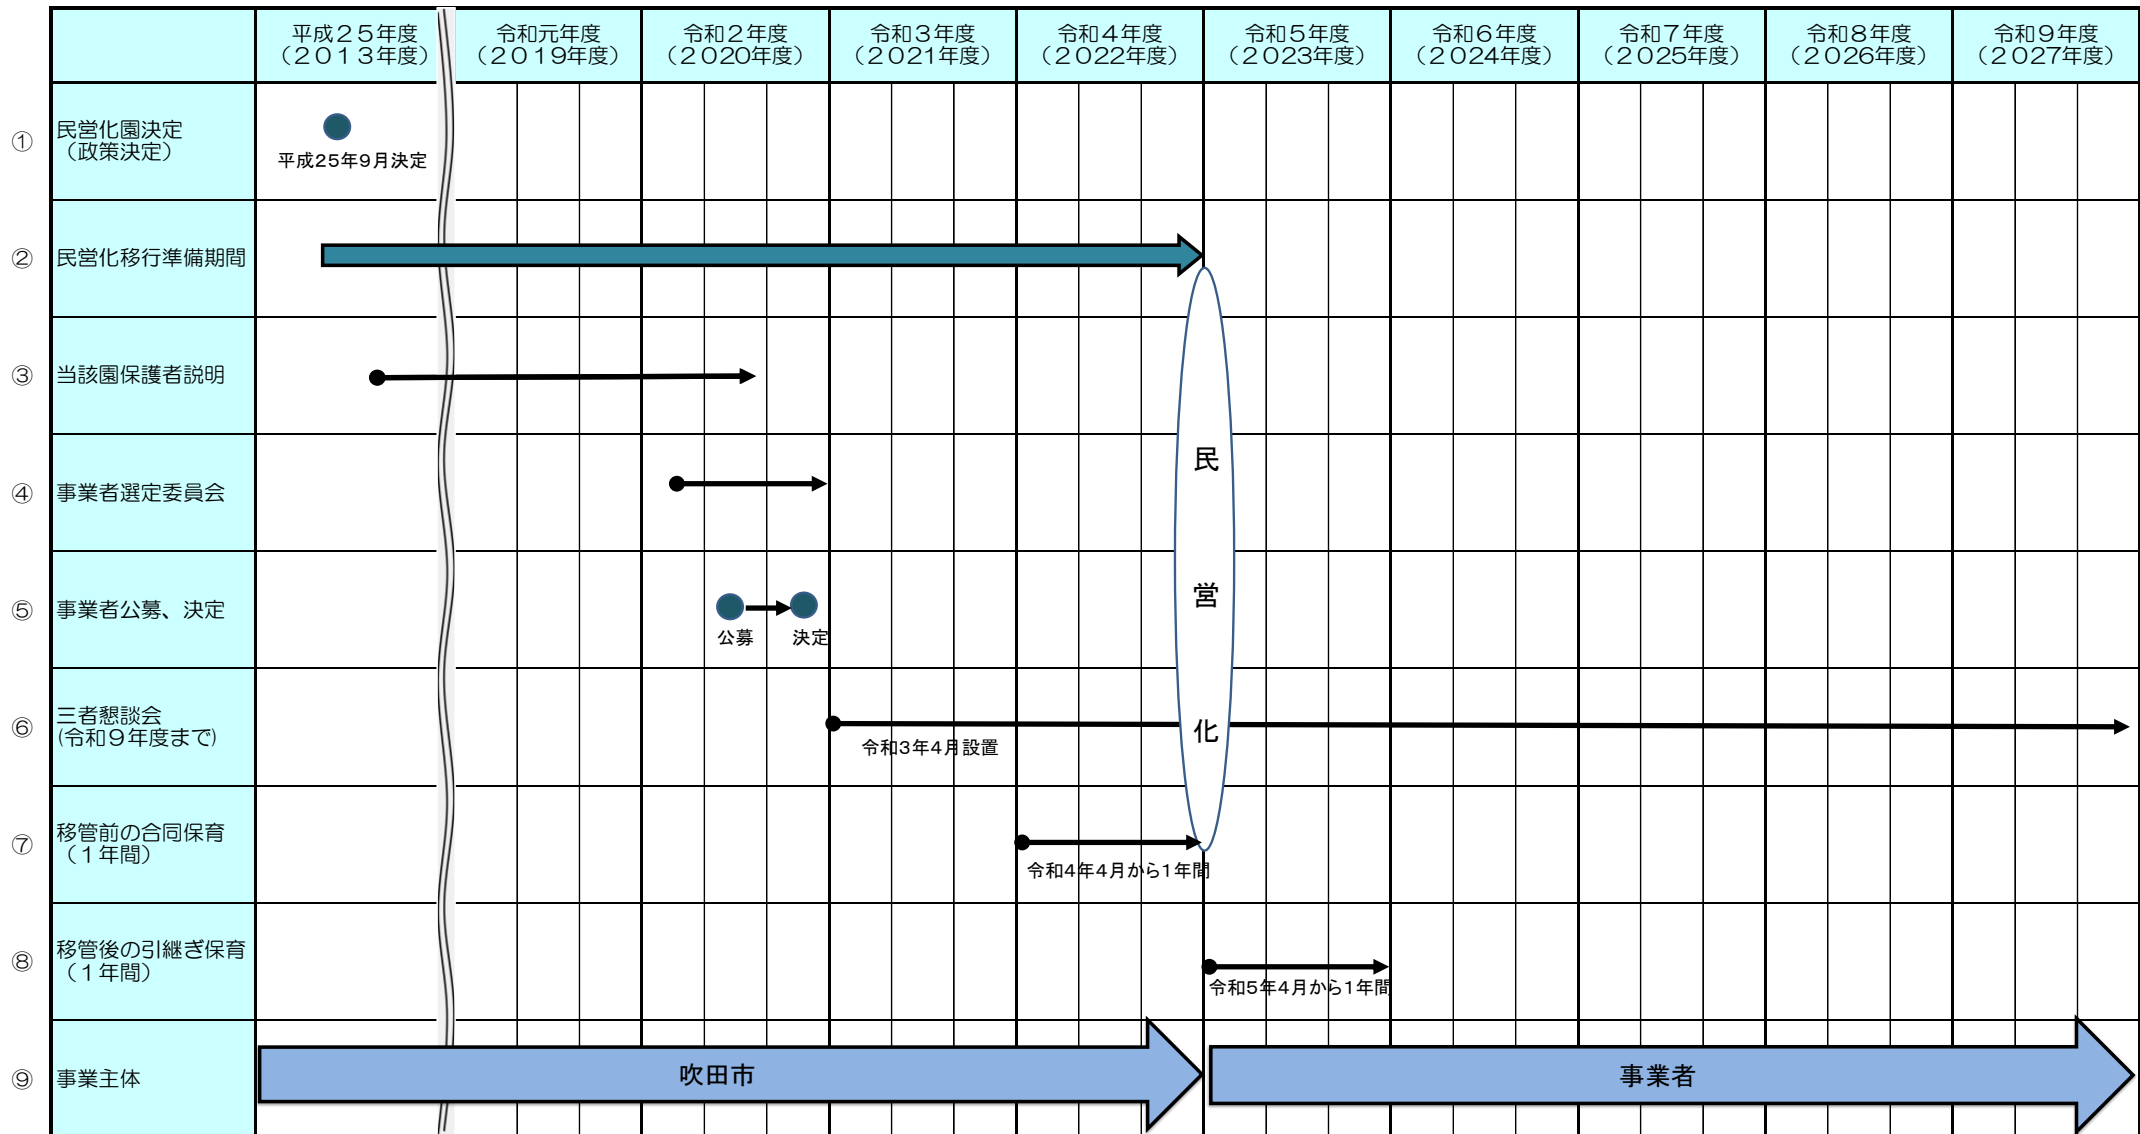 平成２５年度
（２０１３年度）
令和元年度
（２０１９年度）
令和２年度
（２０２０年度）
令和３年度
（２０２１年度）
令和４年度
（２０２２年度）
令和５年度
（２０２３年度）
令和６年度
（２０２４年度）
令和７年度
（２０２５年度）
令和８年度
（２０２６年度）
令和９年度
（２０２７年度）
①
民営化園決定
（政策決定）
平成25年9月決定
②
民営化移行準備期間
③
当該園保護者説明
④
事業者選定委員会
⑤
事業者公募、決定
公募
決定
⑥
三者懇談会
(令和９年度まで)
令和3年4月設置
民
営
化
⑦
移管前の合同保育
（１年間）
令和4年4月から1年間
⑧
移管後の引継ぎ保育
（１年間）
令和5年4月から1年間
⑨
事業主体
吹田市
事業者